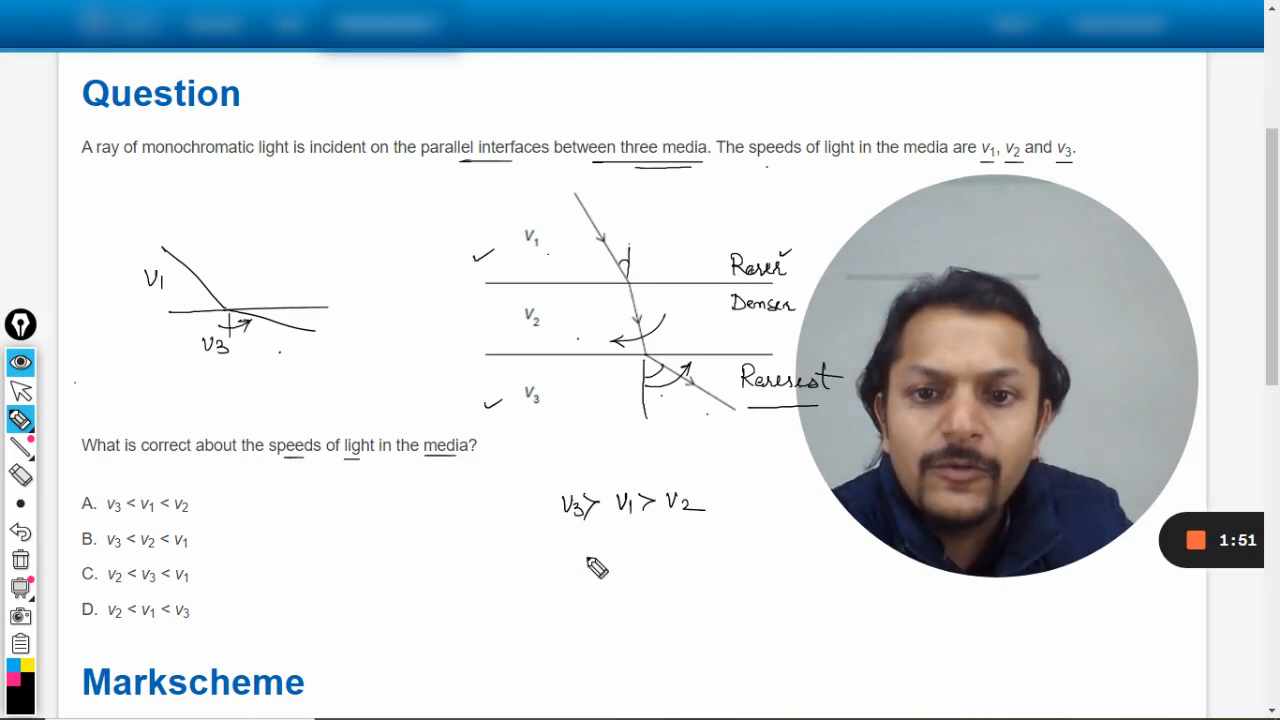 Question
A ray of monochromatic light is incident on the parallel interfaces between three media. The speeds of light in the media are v1, v2 and v3.
v1
Rarer
V1
v2
Denser
V3
v3
Rarerest
What is correct about the speeds of light in the media?
A. v3 < v1 < v2
V3 > V1 > V2
B. v3 < v2 < v1
1:51
C. v2 < v3 < v1
D. v2 < v1 < v3
Markscheme